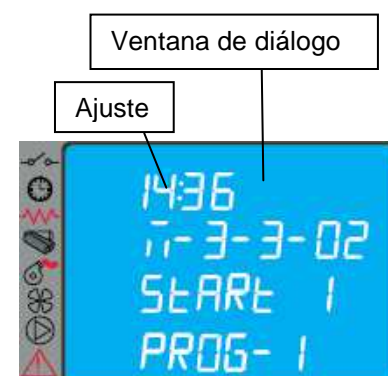 Ventana de diálogo
Ajuste
14:36
n-3-3-02
START 1
PROG- 1